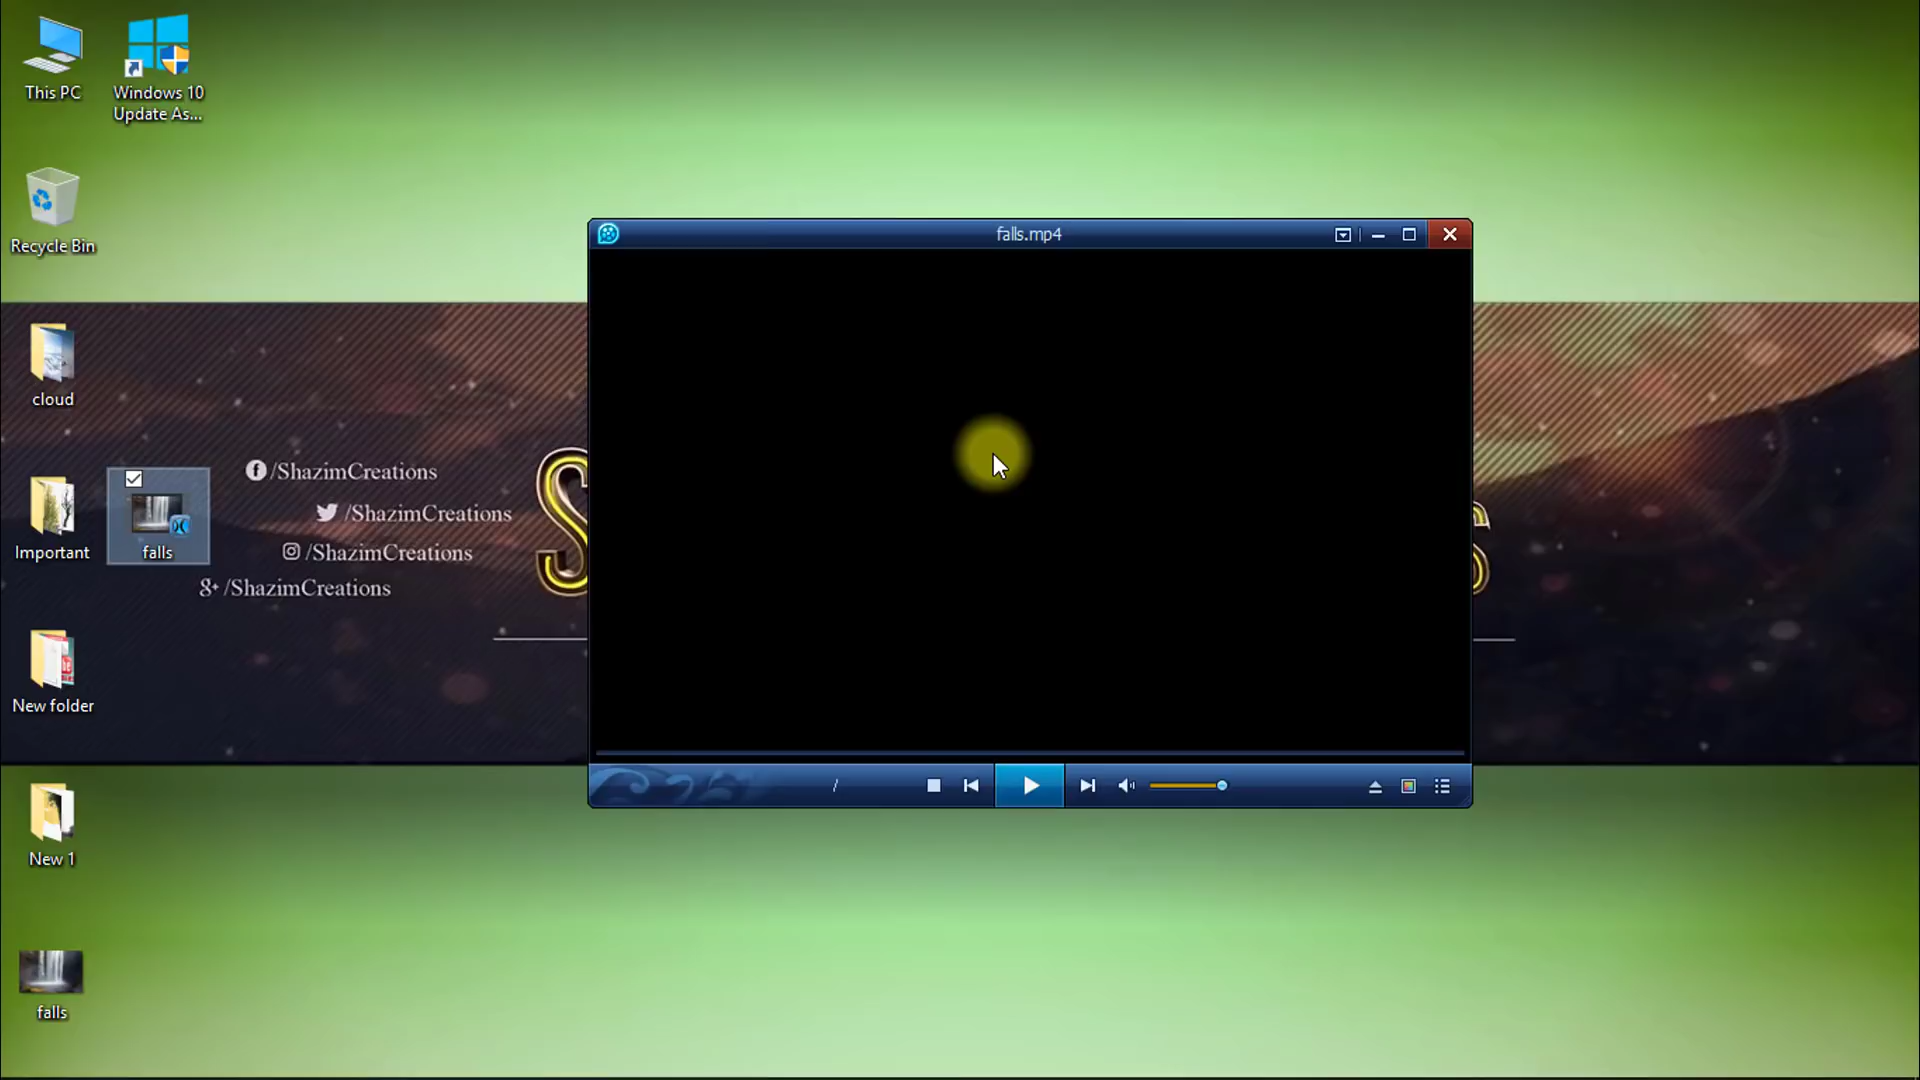 This PC
Windows 10
Update As...
Recycle Bin
falls.mp4
cloud
/ShazimCreations
/ShazimCreations
/ShazimCreations
8+ /ShazimCreations
S
s
Important
falls
New folder
/
New 1
falls